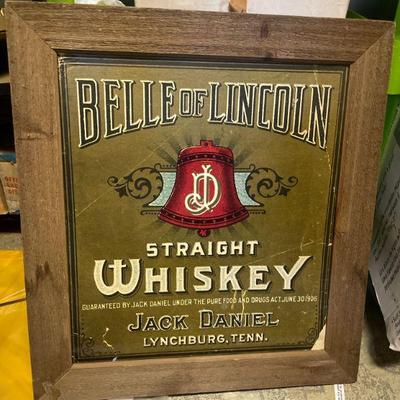 BELLE OF LINCOLN
JD
STRAIGHT
WHISKEY
GUARANTEED BY JACK DANIEL UNDER THE PURE FOOD AND DRUGS ACT, JUNE 30, 1906
JACK DANIEL
LYNCHBURG, TENN.